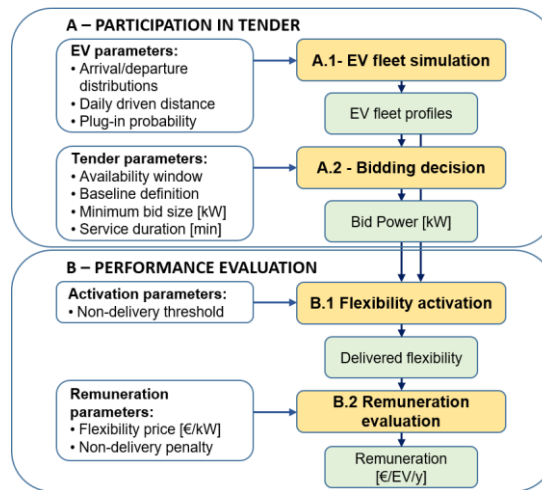 A – PARTICIPATION IN TENDER
EV parameters:
• Arrival/departure
distributions
• Daily driven distance
• Plug-in probability
A.1- EV fleet simulation
EV fleet profiles
Tender parameters:
• Availability window
• Baseline definition
• Minimum bid size [kW]
• Service duration [min]
A.2 - Bidding decision
Bid Power [kW]
B – PERFORMANCE EVALUATION
Activation parameters:
• Non-delivery threshold
B.1 Flexibility activation
Delivered flexibility
Remuneration
parameters:
• Flexibility price [€/kW]
• Non-delivery penalty
B.2 Remuneration
evaluation
Remuneration
[€/EV/y]